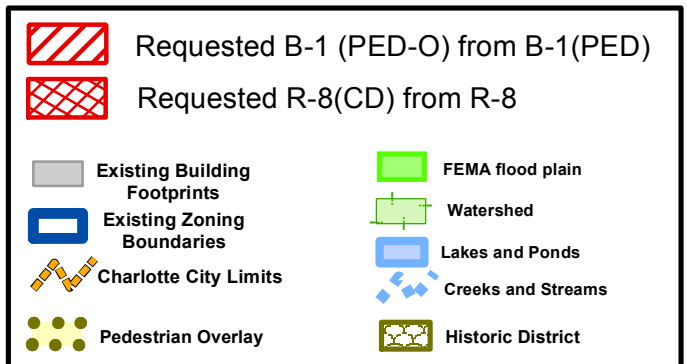 Requested B-1 (PED-O) from B-1(PED)
Requested R-8(CD) from R-8
Existing Building
Footprints
Existing Zoning
Boundaries
Charlotte City Limits
Pedestrian Overlay
FEMA flood plain
Watershed
Lakes and Ponds
Creeks and Streams
Historic District